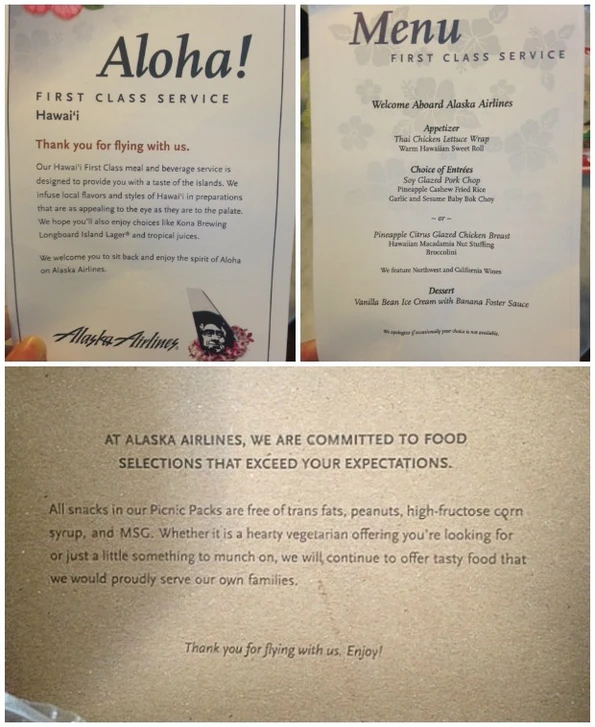 Aloha!
FIRST CLASS SERVICE
Hawai‘i
Thank you for flying with us.
Our Hawai‘i First Class meal and beverage service is
designed to provide you with a taste of the islands. We
infuse local flavors and styles of Hawai‘i in preparations
that are as appealing to the eye as they are to the palate.
We hope you'll also enjoy choices like Kona Brewing
Longboard Island Lager® and tropical juices.
We welcome you to sit back and enjoy the spirit of Aloha
on Alaska Airlines.
Alaska Airlines.
Menu
FIRST CLASS SERVICE
Welcome Aboard Alaska Airlines
Appetizer
Thai Chicken Lettuce Wrap
Warm Hawaiian Sweet Roll
Choice of Entrées
Soy Glazed Pork Chop
Pineapple Cashew Fried Rice
Garlic and Sesame Baby Bok Choy
~ or ~
Pineapple Citrus Glazed Chicken Breast
Hawaiian Macadamia Nut Stuffing
Broccolini
We feature Northwest and California Wines
Dessert
Vanilla Bean Ice Cream with Banana Foster Sauce
We apologize if occasionally your choice is not available.
AT ALASKA AIRLINES, WE ARE COMMITTED TO FOOD
SELECTIONS THAT EXCEED YOUR EXPECTATIONS.
All snacks in our Picnic Packs are free of trans fats, peanuts, high-fructose corn
syrup, and MSG. Whether it is a hearty vegetarian offering you're looking for
or just a little something to munch on, we will continue to offer tasty food that
we would proudly serve our own families.
Thank you for flying with us. Enjoy!